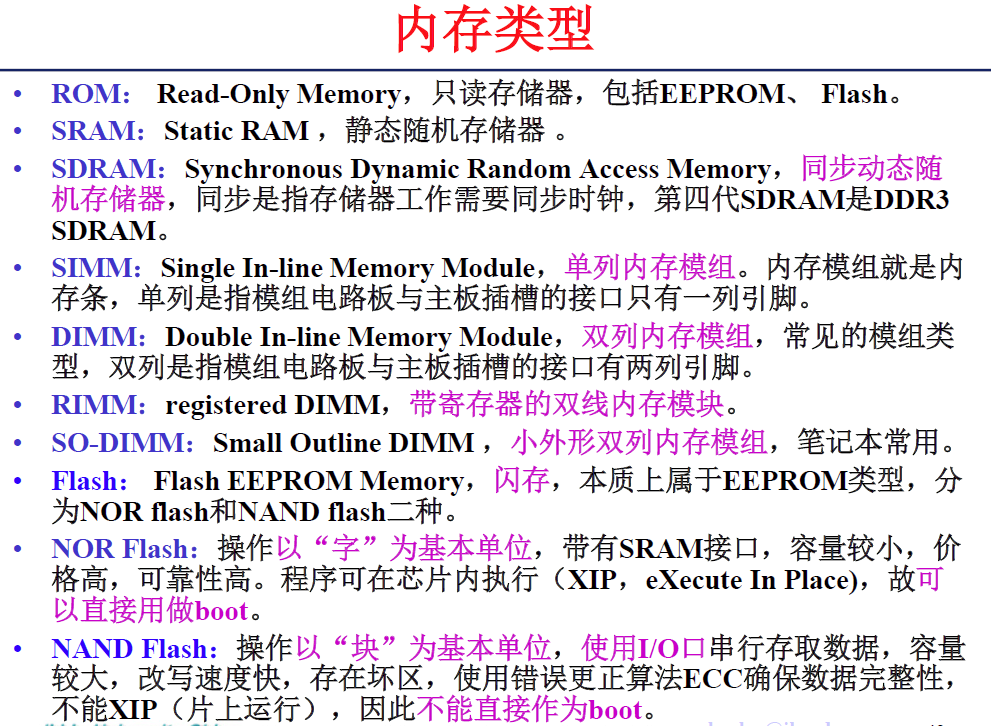 内存类型
• ROM： Read-Only Memory，只读存储器，包括EEPROM、 Flash。
• SRAM：Static RAM ，静态随机存储器 。
• SDRAM：Synchronous Dynamic Random Access Memory，同步动态随
机存储器，同步是指存储器工作需要同步时钟，第四代SDRAM是DDR3
SDRAM。
• SIMM：Single In-line Memory Module，单列内存模组。内存模组就是内
存条，单列是指模组电路板与主板插槽的接口只有一列引脚。
• DIMM：Double In-line Memory Module，双列内存模组，常见的模组类
型，双列是指模组电路板与主板插槽的接口有两列引脚。
• RIMM：registered DIMM，带寄存器的双线内存模块。
• SO-DIMM：Small Outline DIMM ，小外形双列内存模组，笔记本常用。
• Flash： Flash EEPROM Memory，闪存，本质上属于EEPROM类型，分
为NOR flash和NAND flash二种。
• NOR Flash：操作以“字”为基本单位，带有SRAM接口，容量较小，价
格高，可靠性高。程序可在芯片内执行（XIP，eXecute In Place)，故可
以直接用做boot。
• NAND Flash：操作以“块”为基本单位，使用I/O口串行存取数据，容量
较大，改写速度快，存在坏区，使用错误更正算法ECC确保数据完整性，
不能XIP（片上运行），因此不能直接作为boot。